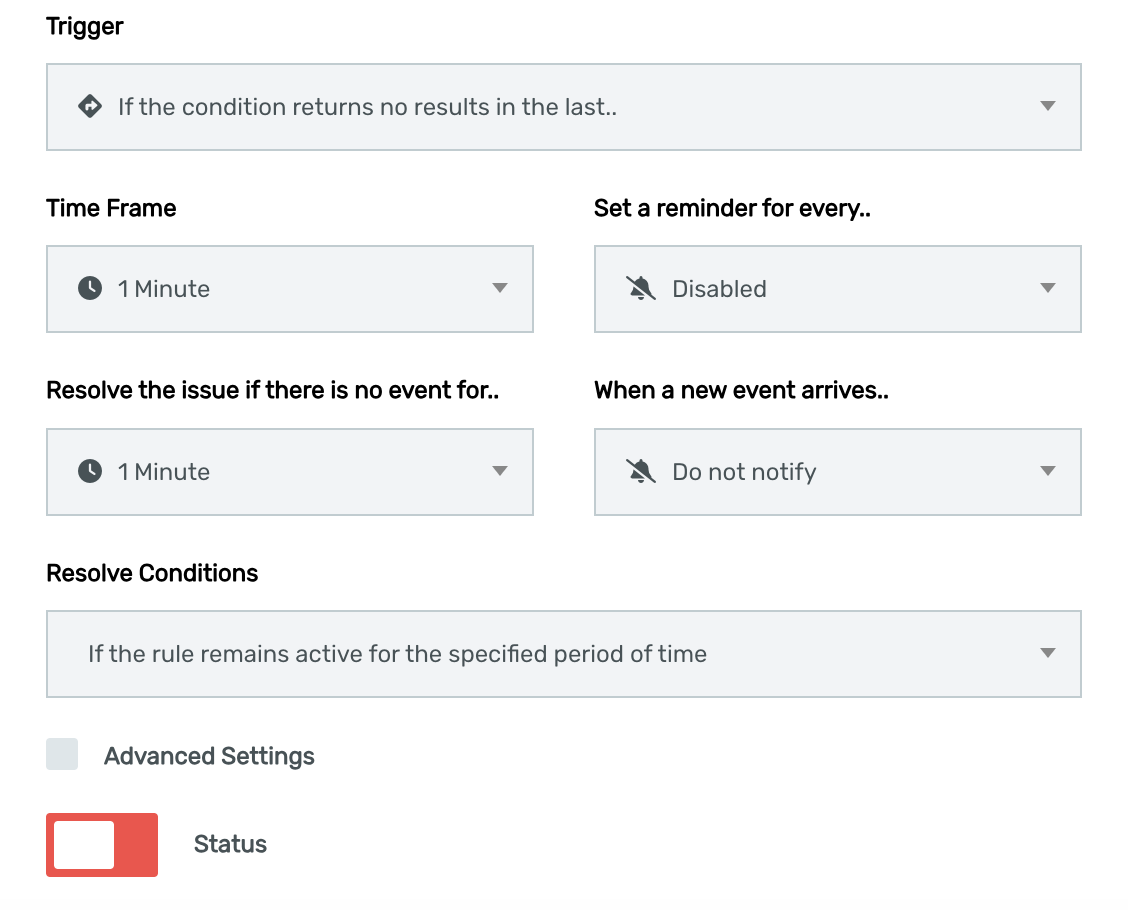 Trigger
If the condition returns no results in the last..
Time Frame
Set a reminder for every..
1 Minute
Disabled
Resolve the issue if there is no event for..
When a new event arrives..
1 Minute
Do not notify
Resolve Conditions
If the rule remains active for the specified period of time
Advanced Settings
Status